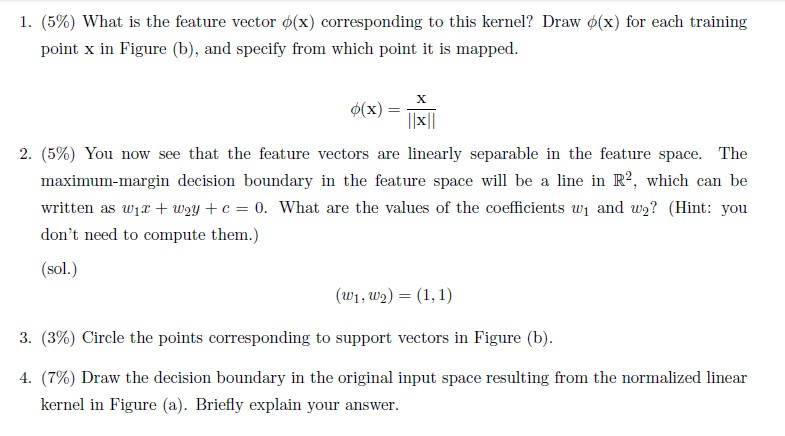 1. (5%) What is the feature vector ϕ(x) corresponding to this kernel? Draw ϕ(x) for each training
point x in Figure (b), and specify from which point it is mapped.
ϕ(x) = x / ||x||
2. (5%) You now see that the feature vectors are linearly separable in the feature space. The
maximum-margin decision boundary in the feature space will be a line in ℝ², which can be
written as w₁x + w₂y + c = 0. What are the values of the coefficients w₁ and w₂? (Hint: you
don't need to compute them.)
(sol.)
(w₁, w₂) = (1, 1)
3. (3%) Circle the points corresponding to support vectors in Figure (b).
4. (7%) Draw the decision boundary in the original input space resulting from the normalized linear
kernel in Figure (a). Briefly explain your answer.